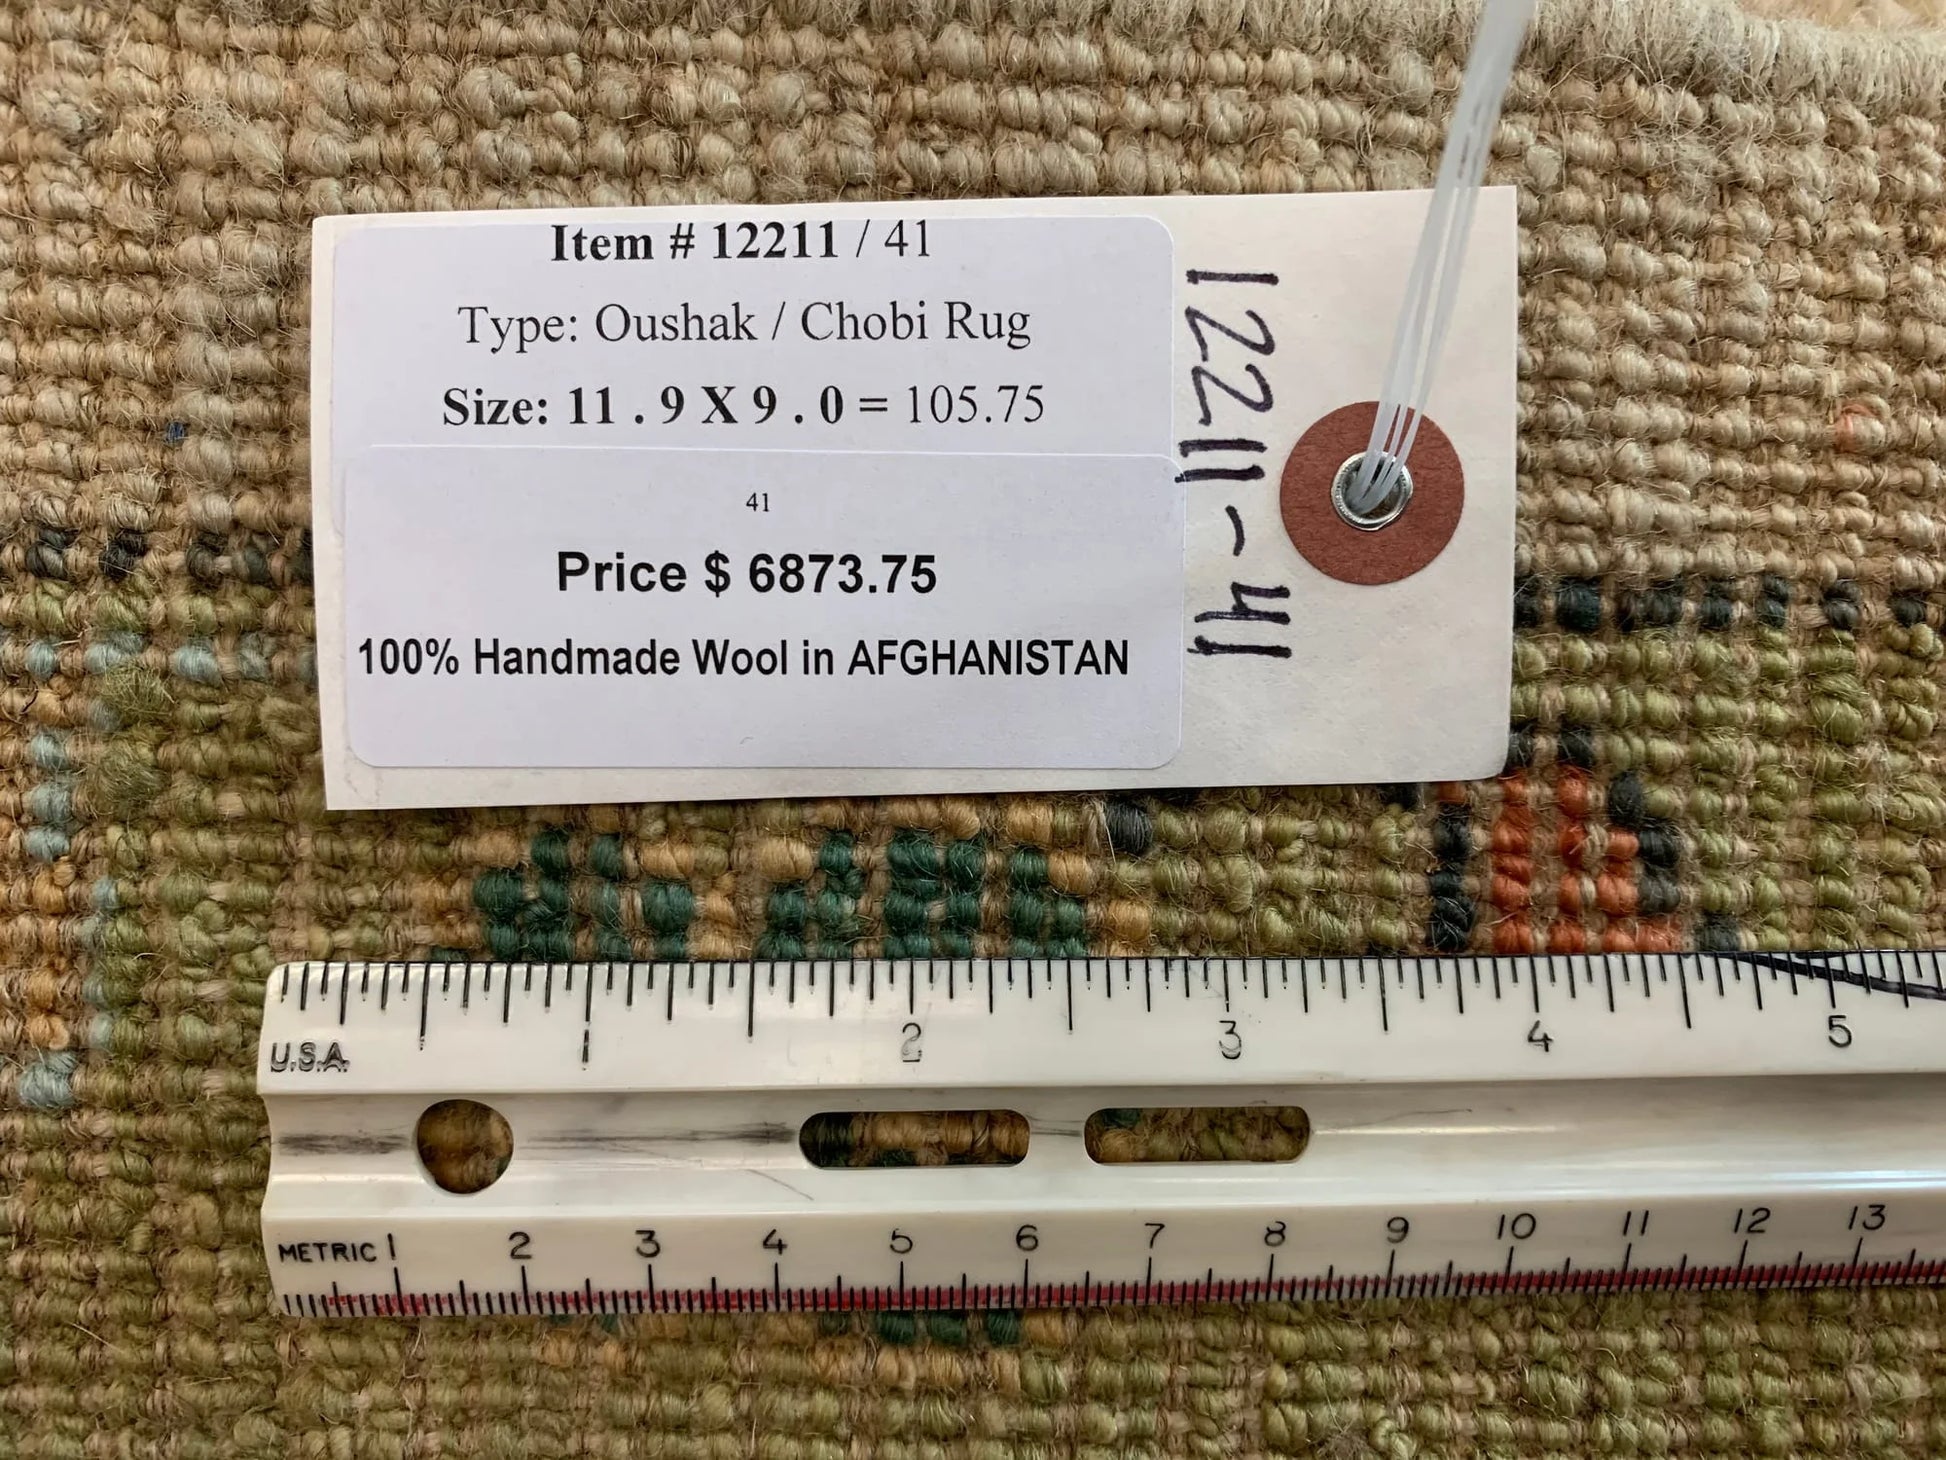 Item # 12211 / 41
Type: Oushak / Chobi Rug
Size: 11 . 9 X 9 . 0 = 105.75
41
Price $ 6873.75
100% Handmade Wool in AFGHANISTAN
12211-41
1 2 3 4 5
U.S.A.
METRIC 1 2 3 4 5 6 7 8 9 10 11 12 13